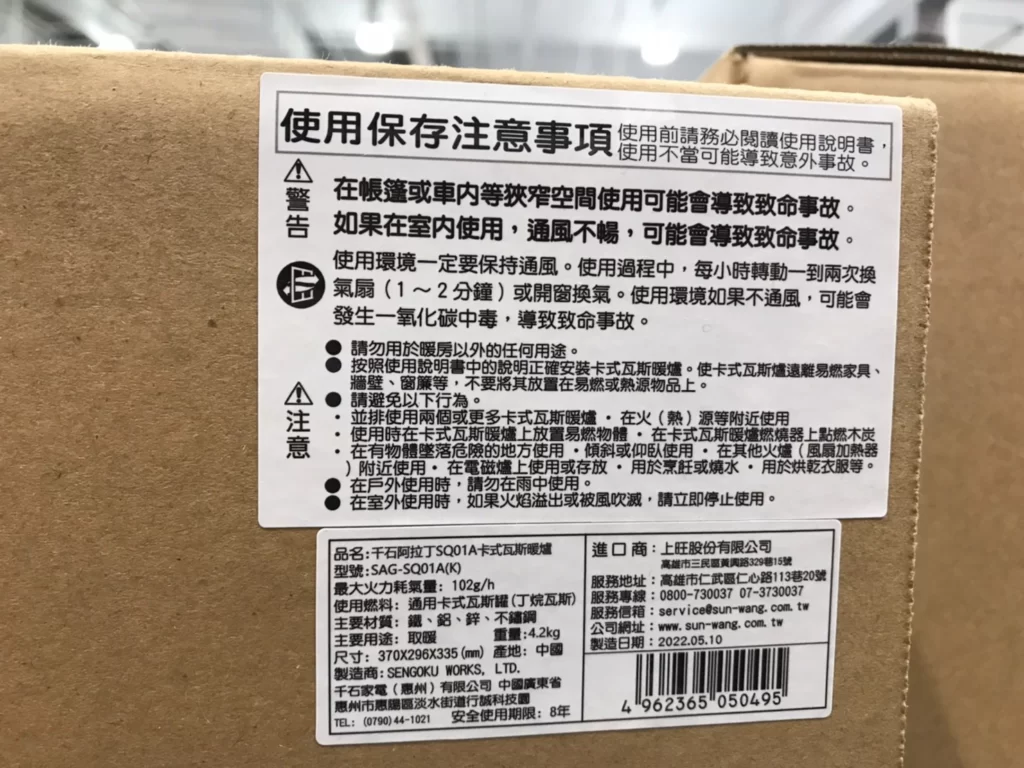 使用保存注意事項 使用前請務必閱讀使用說明書，
使用不當可能導致意外事故。
警告
在帳篷或車内等狹窄空間使用可能會導致致命事故。
如果在室内使用，通風不暢，可能會導致致命事故。
使用環境一定要保持通風。使用過程中，每小時轉動一到兩次換
氣扇（1～2分鐘）或開窗換氣。使用環境如果不通風，可能會
發生一氧化碳中毒，導致致命事故。
注意
● 請勿用於暖房以外的任何用途。
● 按照使用說明書中的說明正確安裝卡式瓦斯暖爐。使卡式瓦斯爐遠離易燃家具、
牆壁、窗簾等，不要將其放置在易燃或熱源物品上。
● 請避免以下行為。
・並排使用兩個或更多卡式瓦斯暖爐・在火（熱）源等附近使用
・使用時在卡式瓦斯暖爐上放置易燃物體・在卡式瓦斯暖爐燃燒器上點燃木炭
・在有物體墜落危險的地方使用・傾斜或仰臥使用・在其他火爐（風扇加熱器
）附近使用・在電磁爐上使用或存放・用於烹飪或燒水・用於烘乾衣服等。
● 在戶外使用時，請勿在雨中使用。
● 在室外使用時，如果火焰溢出或被風吹滅，請立即停止使用。
品名：千石阿拉丁SQ01A卡式瓦斯暖爐
型號：SAG-SQ01A(K)
最大火力耗氣量：102g/h
使用燃料：通用卡式瓦斯罐(丁烷瓦斯)
主要材質：鐵、鋁、鋅、不鏽鋼
主要用途：取暖 重量：4.2kg
尺寸：370X296X335(mm) 產地：中國
製造商：SENGOKU WORKS, LTD.
千石家電（惠州）有限公司 中國廣東省
惠州市惠陽區淡水街道行誠科技園
TEL：(0790)44-1021 安全使用期限：8年
進口商：上旺股份有限公司
高雄市三民區黃興路329巷15號
服務地址：高雄市仁武區仁心路113巷20號
服務專線：0800-730037 07-3730037
服務信箱：service@sun-wang.com.tw
公司網址：www.sun-wang.com.tw
製造日期：2022.05.10
4 962365 050495